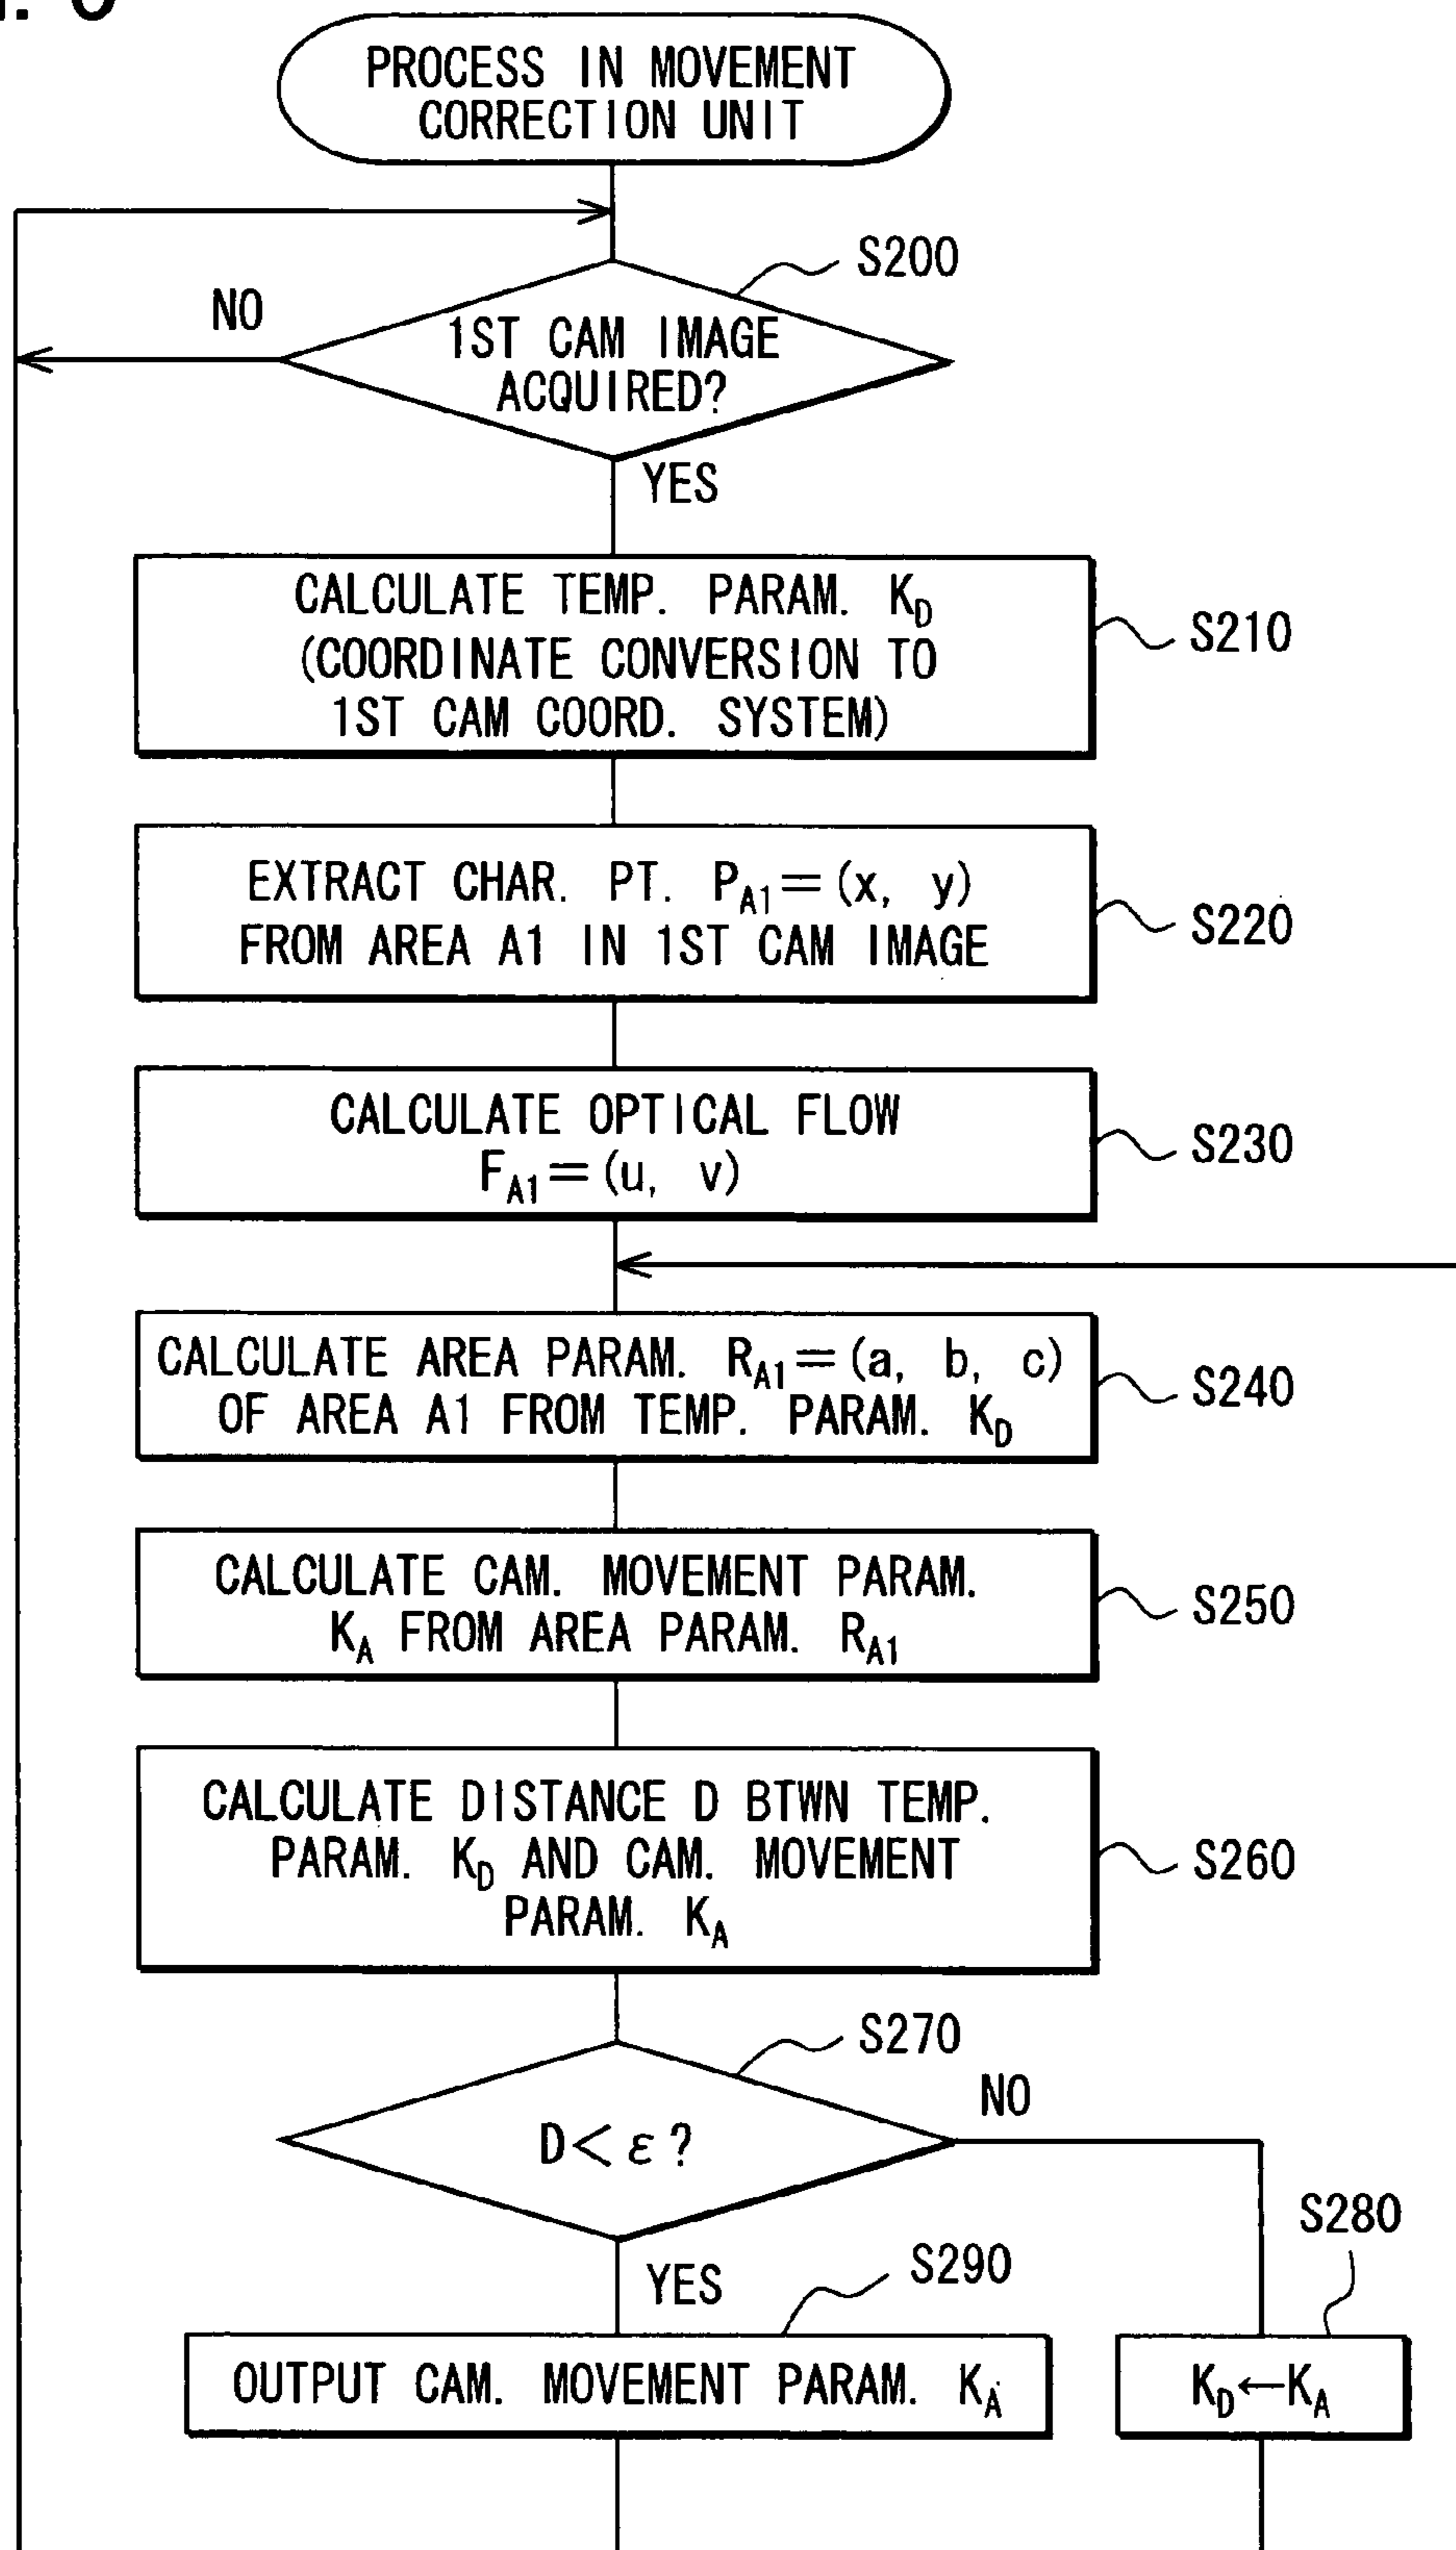 PROCESS IN MOVEMENT
CORRECTION UNIT
S200
NO
1ST CAM IMAGE
ACQUIRED?
YES
CALCULATE TEMP. PARAM. K_D
(COORDINATE CONVERSION TO
1ST CAM COORD. SYSTEM)
S210
EXTRACT CHAR. PT. P_A1=(x, y)
FROM AREA A1 IN 1ST CAM IMAGE
S220
CALCULATE OPTICAL FLOW
F_A1=(u, v)
S230
CALCULATE AREA PARAM. R_A1=(a, b, c)
OF AREA A1 FROM TEMP. PARAM. K_D
S240
CALCULATE CAM. MOVEMENT PARAM.
K_A FROM AREA PARAM. R_A1
S250
CALCULATE DISTANCE D BTWN TEMP.
PARAM. K_D AND CAM. MOVEMENT
PARAM. K_A
S260
S270
NO
D<ε?
S280
YES
S290
OUTPUT CAM. MOVEMENT PARAM. K_A
K_D←K_A